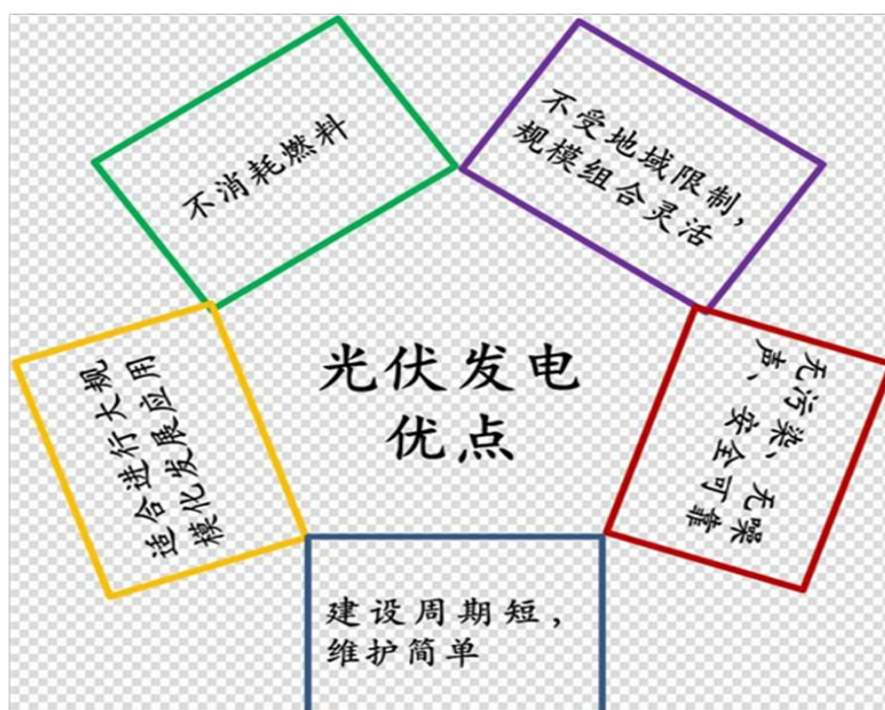 不消耗燃料
不受地域限制，
规模组合灵活
光伏发电
优点
适合进行大规
模化发展应用
无污染、无噪
声、安全可靠
建设周期短，
维护简单